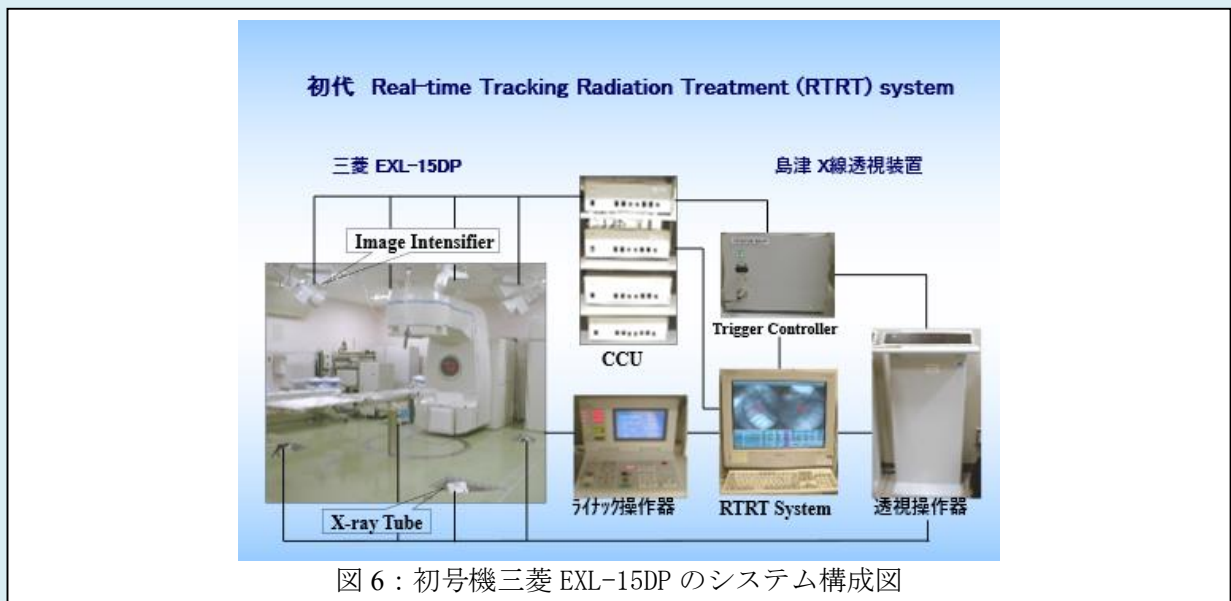 初代 Real-time Tracking Radiation Treatment (RTRT) system
三菱 EXL-15DP
島津 X線透視装置
Image Intensifier
Trigger Controller
CCU
X-ray Tube
ﾗｲﾅｯｸ操作器
RTRT System
透視操作器
図 6：初号機三菱 EXL-15DP のシステム構成図